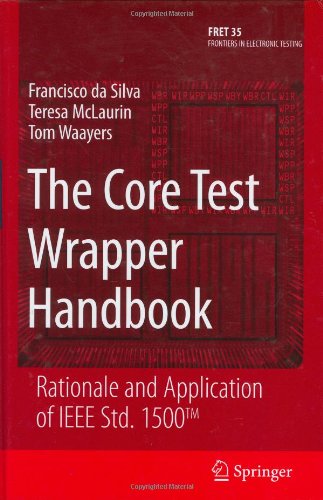 FRET 35
FRONTIERS IN ELECTRONIC TESTING
Francisco da Silva
Teresa McLaurin
Tom Waayers
The Core Test
Wrapper
Handbook
Rationale and Application
of IEEE Std. 1500™
Springer